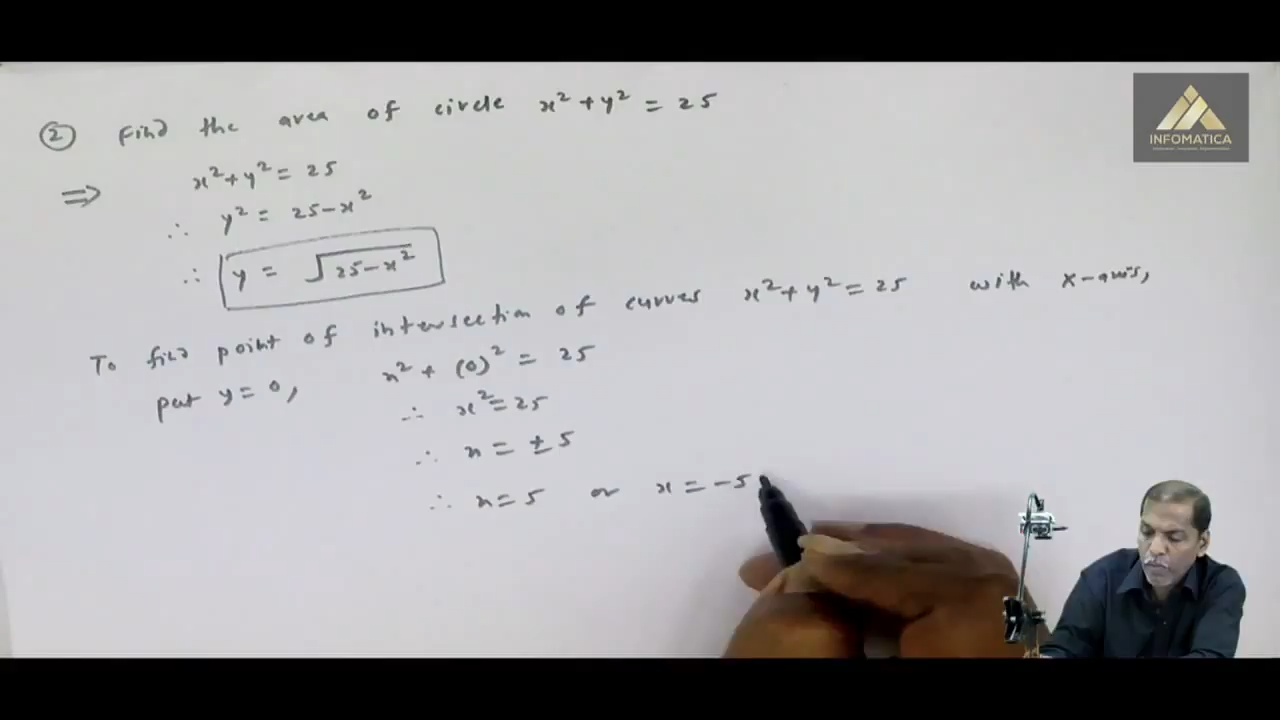 ② Find the area of circle x² + y² = 25
⇒ x² + y² = 25
∴ y² = 25 - x²
∴ y = √25 - x²
To find point of intersection of curves x² + y² = 25 with x-axis,
put y = 0, x² + (0)² = 25
∴ x² = 25
∴ x = ± 5
∴ x = 5 or x = -5
INFOMATICA